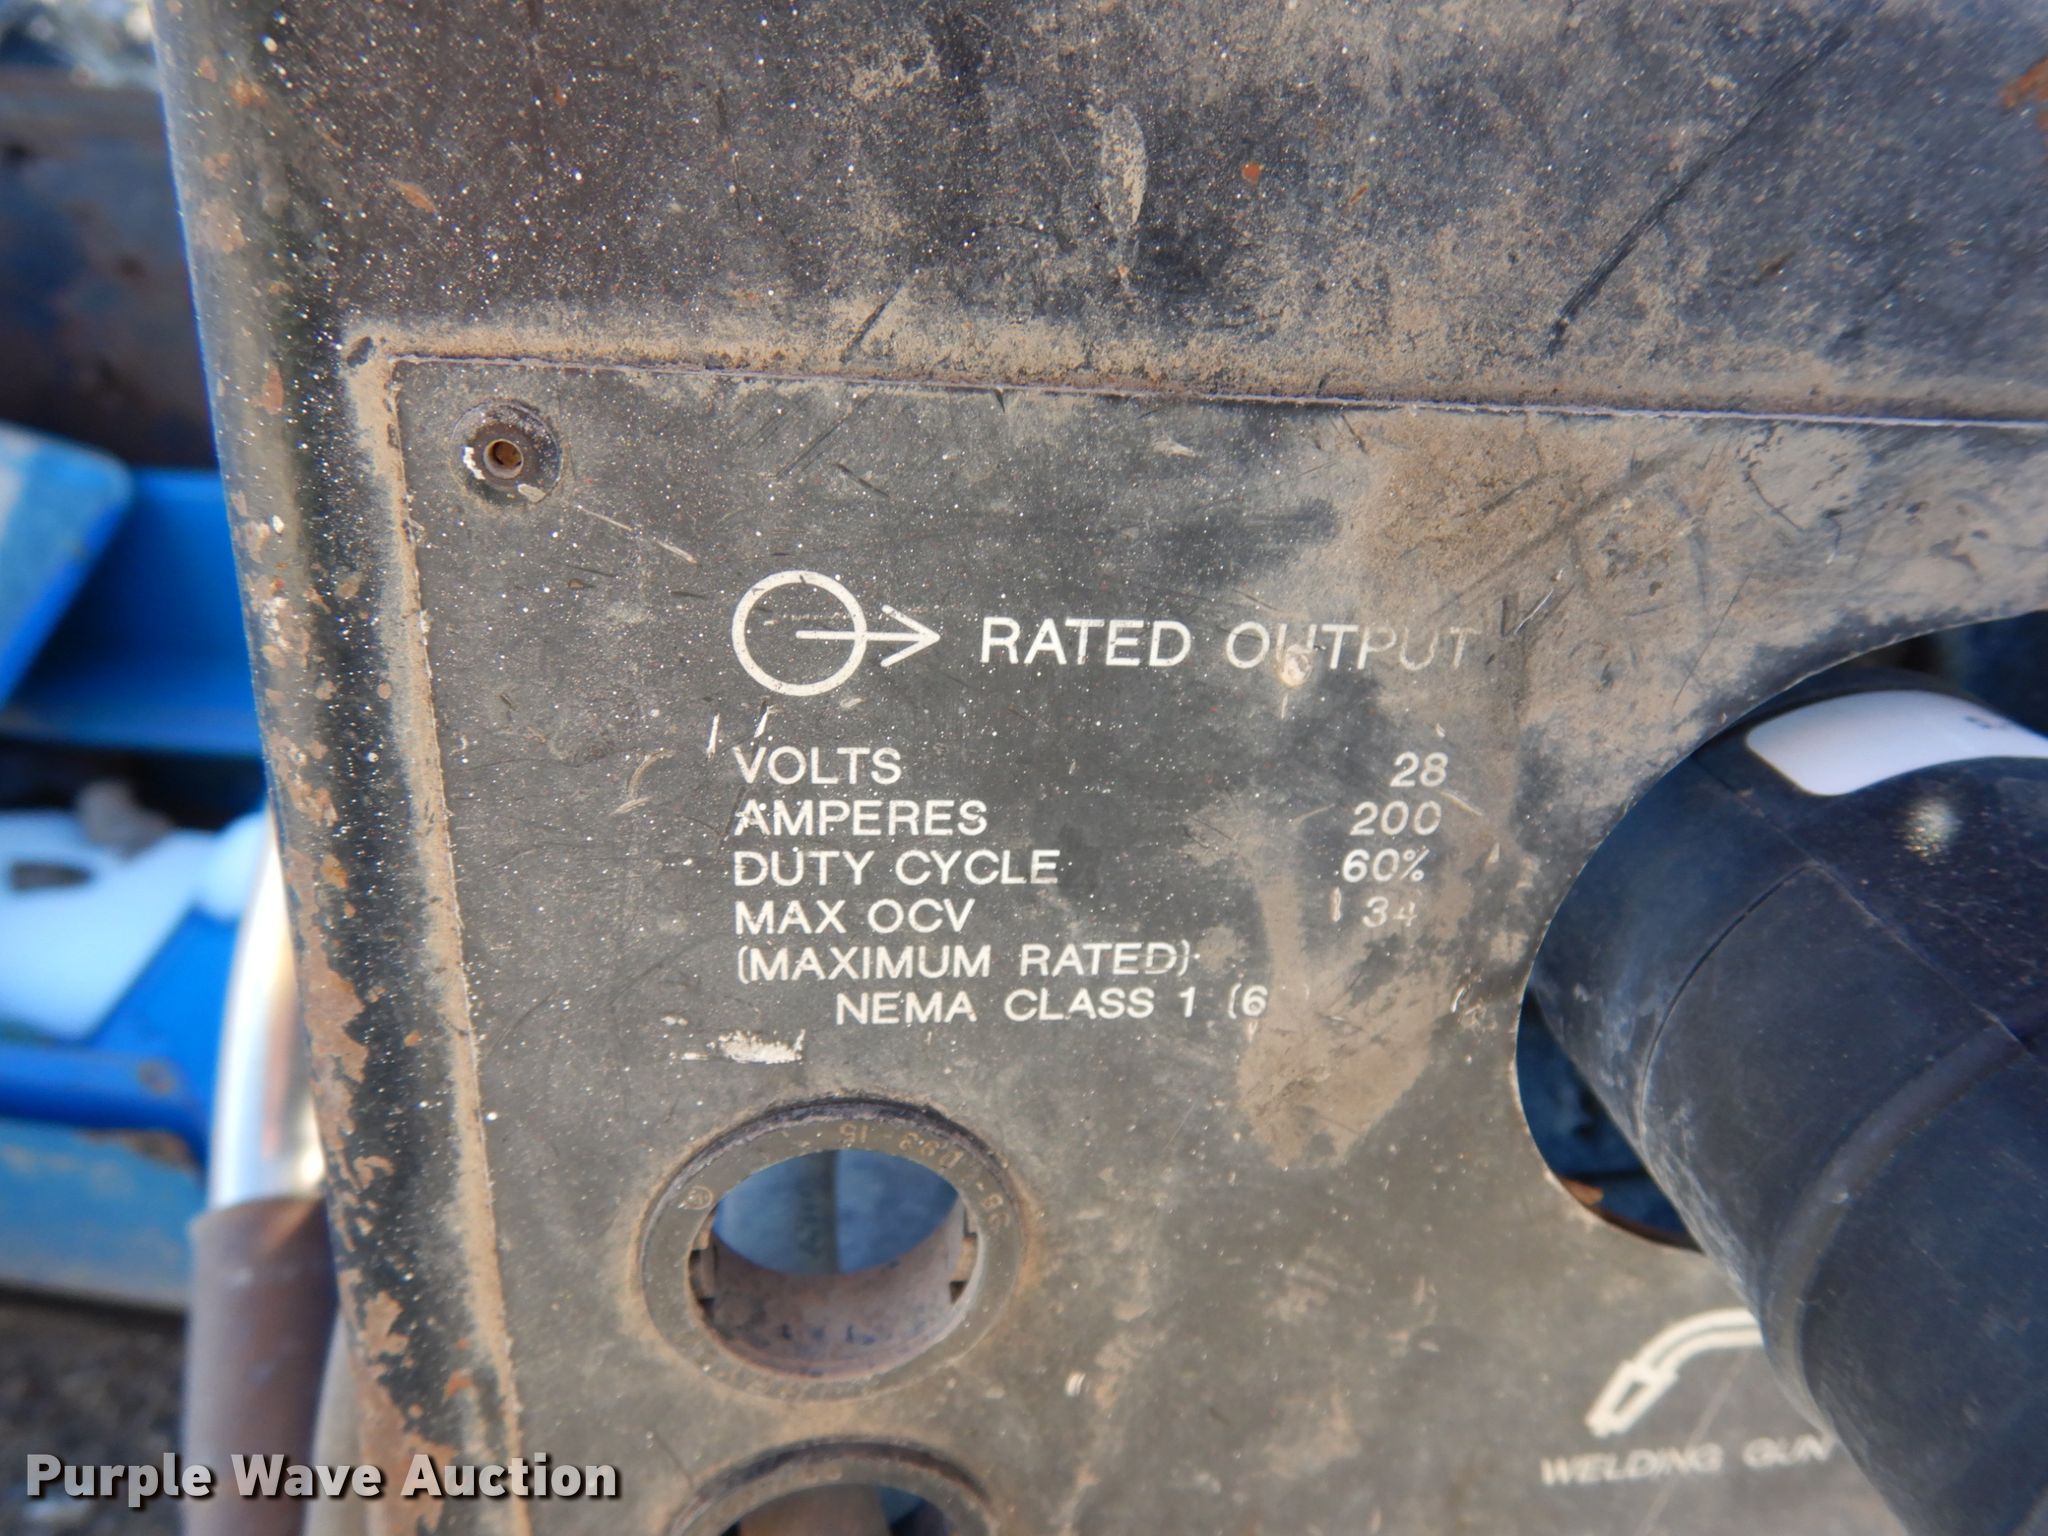 RATED OUTPUT
VOLTS 28
AMPERES 200
DUTY CYCLE 60%
MAX OCV 34
(MAXIMUM RATED)
NEMA CLASS 1 (6
WELDING GUN
Purple Wave Auction